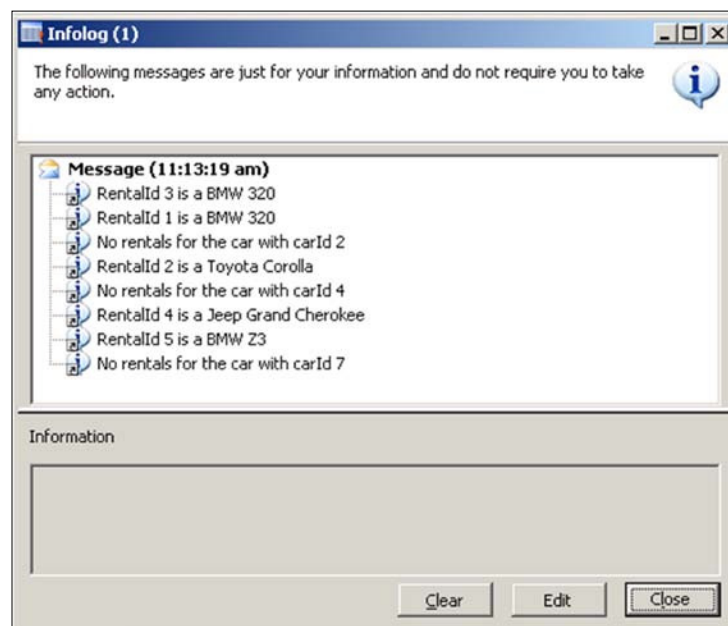 Infolog (1)
The following messages are just for your information and do not require you to take
any action.
Message (11:13:19 am)
RentalId 3 is a BMW 320
RentalId 1 is a BMW 320
No rentals for the car with carId 2
RentalId 2 is a Toyota Corolla
No rentals for the car with carId 4
RentalId 4 is a Jeep Grand Cherokee
RentalId 5 is a BMW Z3
No rentals for the car with carId 7
Information
Clear
Edit
Close